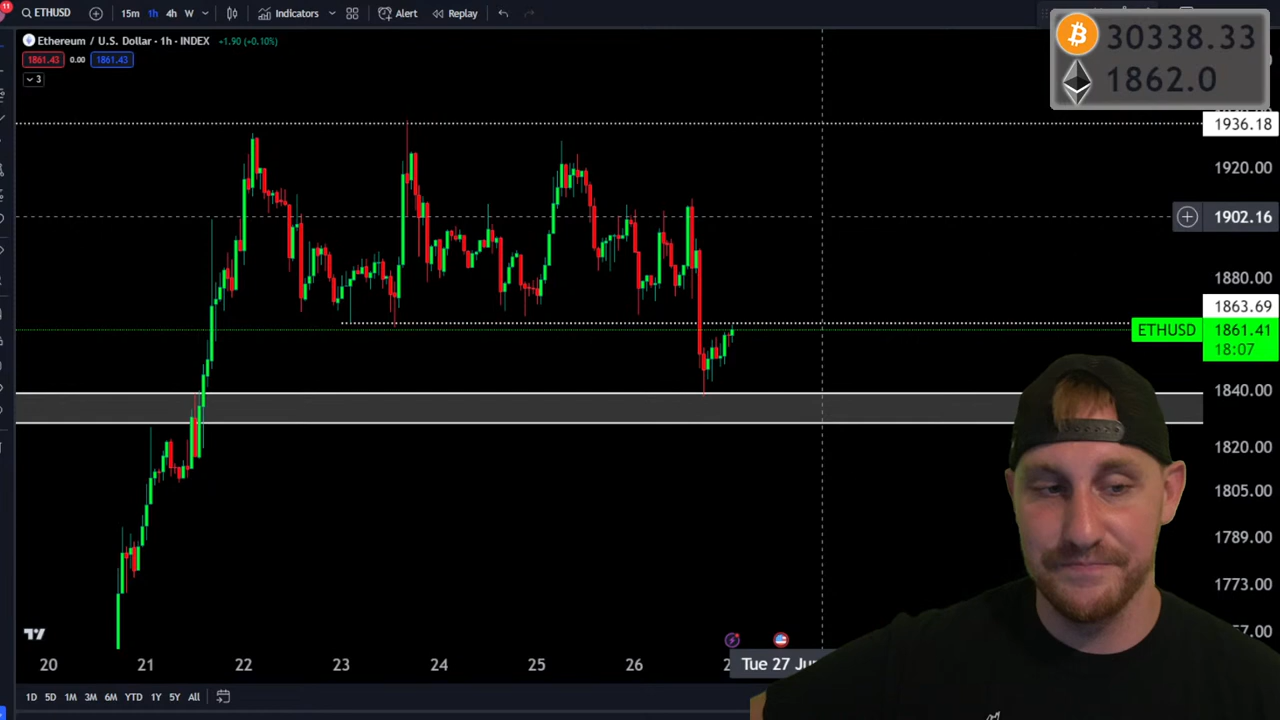 11
ETHUSD
15m 1h 4h W
Indicators
Alert
Replay
Ethereum / U.S. Dollar · 1h · INDEX +1.90 (+0.10%)
1861.43 0.00 1861.43
3
30338.33
1862.0
1936.18
1920.00
1902.16
1880.00
1863.69
ETHUSD 1861.41
18:07
1840.00
1820.00
1805.00
1789.00
1773.00
20 21 22 23 24 25 26
Tue 27
1D 5D 1M 3M 6M YTD 1Y 5Y All